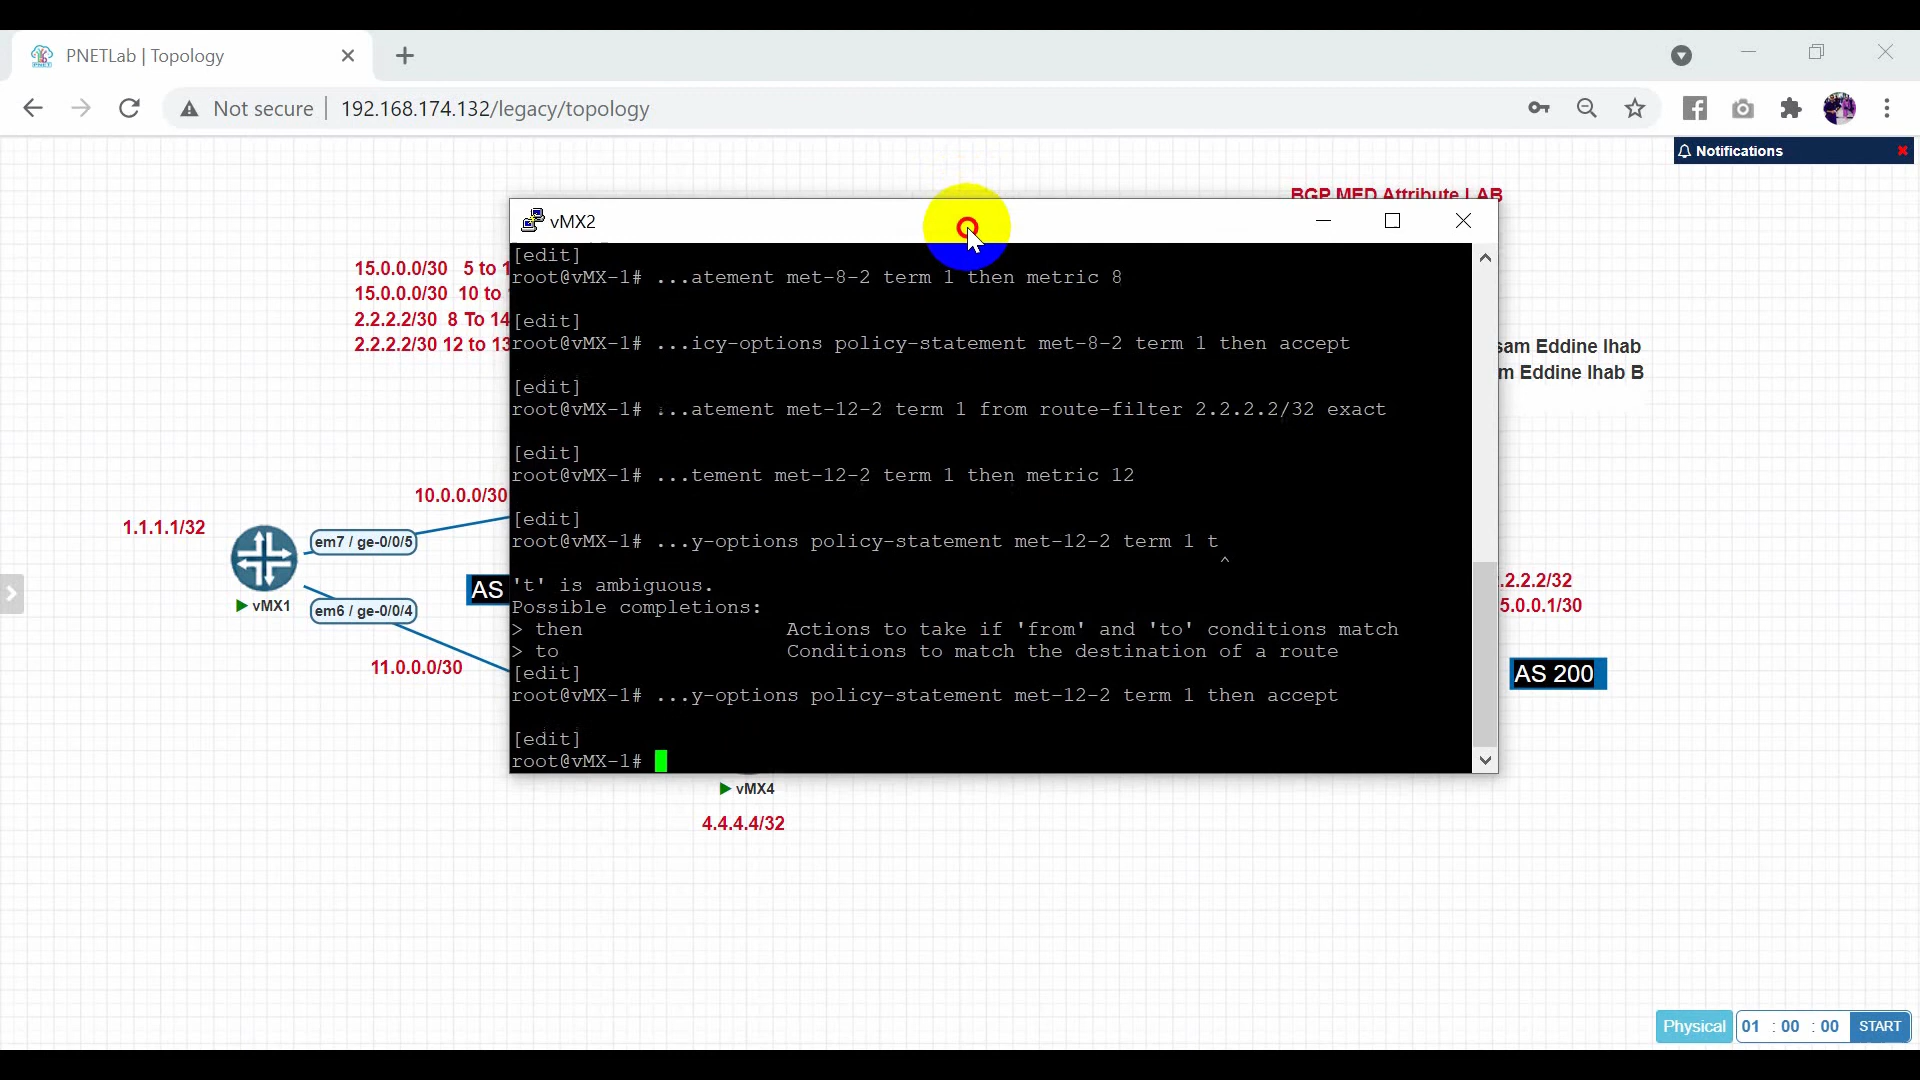 PNETLab | Topology
Not secure
192.168.174.132/legacy/topology
Notifications
BGP MED Attribute LAB
vMX2
15.0.0.0/30 5 to 1
15.0.0.0/30 10 to
2.2.2.2/30 8 To 14
2.2.2.2/30 12 to 13
[edit]
root@vMX-1# ...atement met-8-2 term 1 then metric 8
[edit]
root@vMX-1# ...icy-options policy-statement met-8-2 term 1 then accept
[edit]
root@vMX-1# ...atement met-12-2 term 1 from route-filter 2.2.2.2/32 exact
[edit]
root@vMX-1# ...tement met-12-2 term 1 then metric 12
[edit]
root@vMX-1# ...y-options policy-statement met-12-2 term 1 t
^
't' is ambiguous.
Possible completions:
> then Actions to take if 'from' and 'to' conditions match
> to Conditions to match the destination of a route
[edit]
root@vMX-1# ...y-options policy-statement met-12-2 term 1 then accept
[edit]
root@vMX-1#
sam Eddine Ihab
m Eddine Ihab B
10.0.0.0/30
1.1.1.1/32
em7 / ge-0/0/5
AS
vMX1
em6 / ge-0/0/4
11.0.0.0/30
.2.2.2/32
5.0.0.1/30
AS 200
vMX4
4.4.4.4/32
Physical
01 : 00 : 00
START